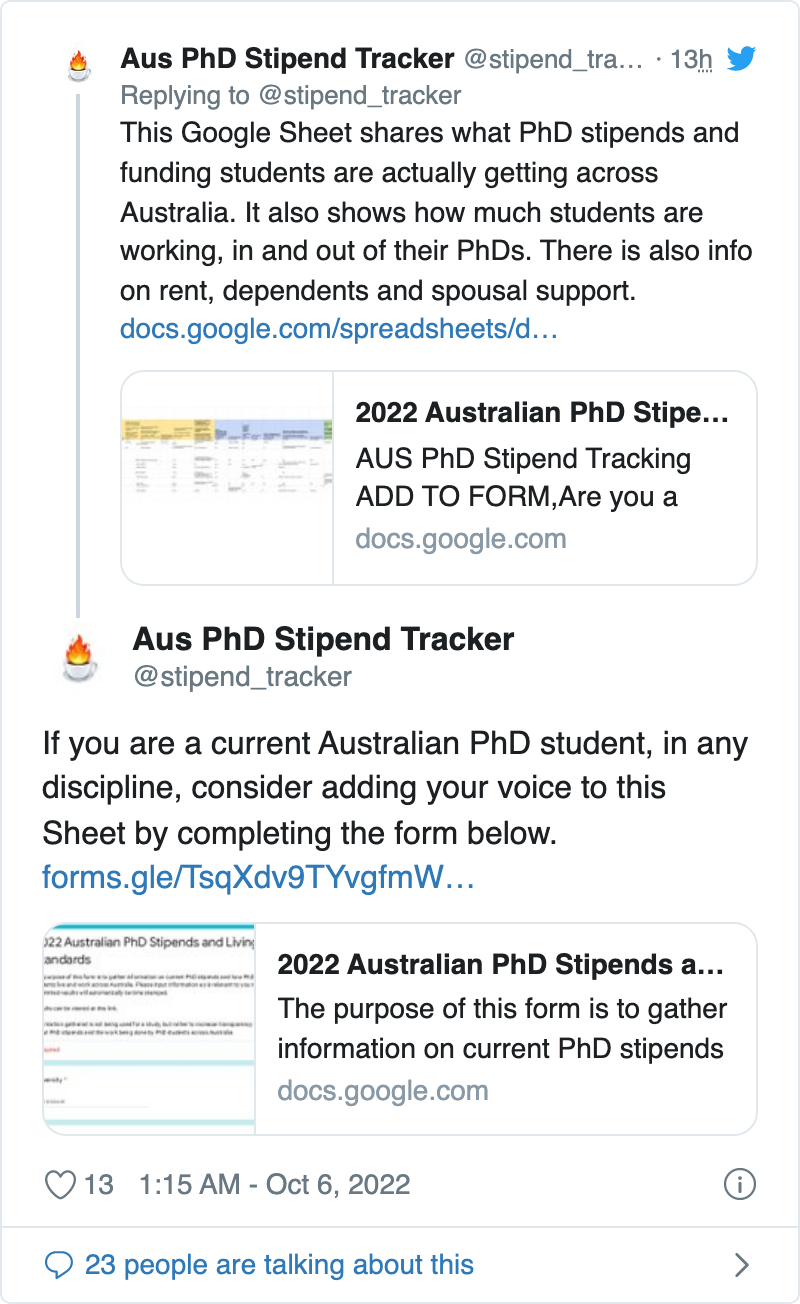 Aus PhD Stipend Tracker @stipend_tra... · 13h
Replying to @stipend_tracker
This Google Sheet shares what PhD stipends and
funding students are actually getting across
Australia. It also shows how much students are
working, in and out of their PhDs. There is also info
on rent, dependents and spousal support.
docs.google.com/spreadsheets/d…
2022 Australian PhD Stipe...
AUS PhD Stipend Tracking
ADD TO FORM,Are you a
docs.google.com
Aus PhD Stipend Tracker
@stipend_tracker
If you are a current Australian PhD student, in any
discipline, consider adding your voice to this
Sheet by completing the form below.
forms.gle/TsqXdv9TYvgfmW…
022 Australian PhD Stipends and Living
andards
2022 Australian PhD Stipends a...
The purpose of this form is to gather
information on current PhD stipends
docs.google.com
13 1:15 AM - Oct 6, 2022
23 people are talking about this